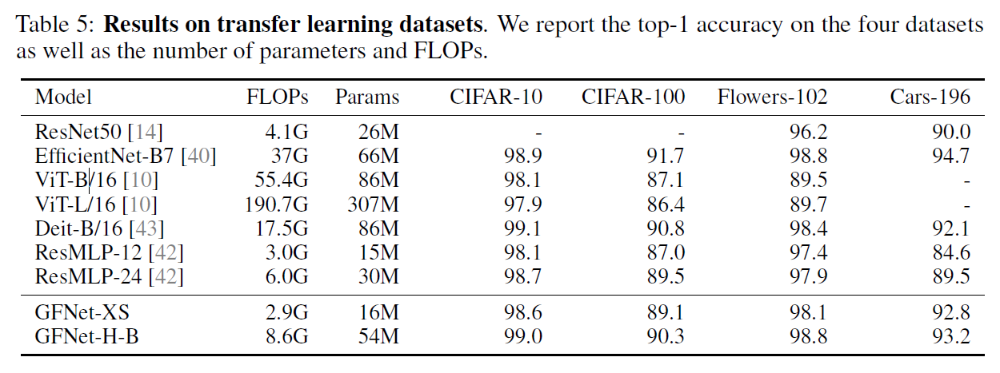 Table 5: Results on transfer learning datasets. We report the top-1 accuracy on the four datasets
as well as the number of parameters and FLOPs.
Model FLOPs Params CIFAR-10 CIFAR-100 Flowers-102 Cars-196
ResNet50 [14] 4.1G 26M - - 96.2 90.0
EfficientNet-B7 [40] 37G 66M 98.9 91.7 98.8 94.7
ViT-B/16 [10] 55.4G 86M 98.1 87.1 89.5 -
ViT-L/16 [10] 190.7G 307M 97.9 86.4 89.7 -
Deit-B/16 [43] 17.5G 86M 99.1 90.8 98.4 92.1
ResMLP-12 [42] 3.0G 15M 98.1 87.0 97.4 84.6
ResMLP-24 [42] 6.0G 30M 98.7 89.5 97.9 89.5
GFNet-XS 2.9G 16M 98.6 89.1 98.1 92.8
GFNet-H-B 8.6G 54M 99.0 90.3 98.8 93.2